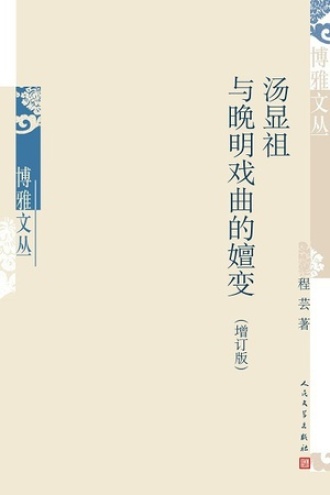 博雅文丛
汤显祖
与晚明戏曲的嬗变
(增订版)
程芸 著
人民文学出版社
博雅文丛